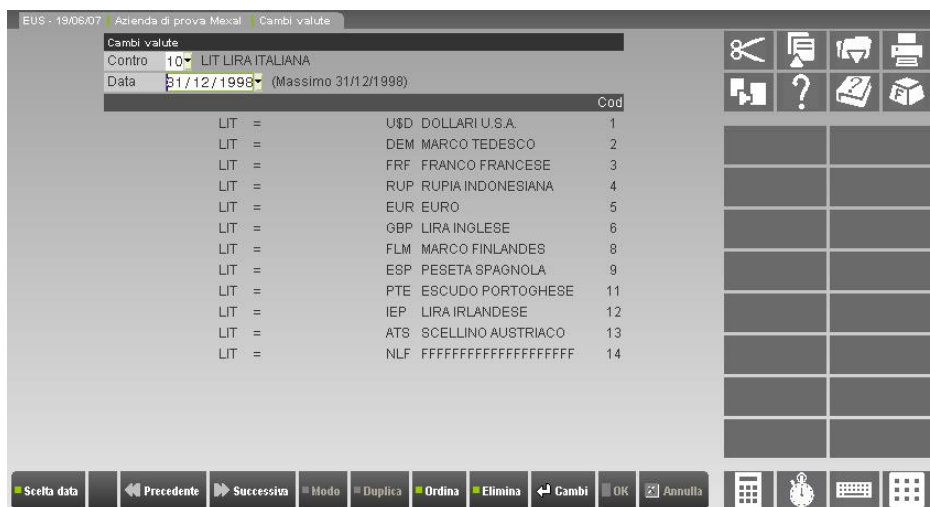 EUS - 19/06/07 Azienda di prova Mexal Cambi valute
Cambi valute
Contro 10 LIT LIRA ITALIANA
Data 31/12/1998 (Massimo 31/12/1998)
Cod
LIT = U$D DOLLARI U.S.A. 1
LIT = DEM MARCO TEDESCO 2
LIT = FRF FRANCO FRANCESE 3
LIT = RUP RUPIA INDONESIANA 4
LIT = EUR EURO 5
LIT = GBP LIRA INGLESE 6
LIT = FLM MARCO FINLANDES 8
LIT = ESP PESETA SPAGNOLA 9
LIT = PTE ESCUDO PORTOGHESE 11
LIT = IEP LIRA IRLANDESE 12
LIT = ATS SCELLINO AUSTRIACO 13
LIT = NLF FFFFFFFFFFFFFFFFFFFF 14
Scelta data Precedente Successiva Modo Duplica Ordina Elimina Cambi OK Annulla